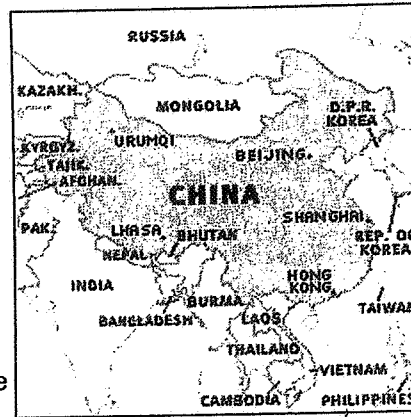 RUSSIA
KAZAKH.
MONGOLIA
D.P.R.
KOREA
KYRGYZ.
URUMQI
TAJIK.
BEIJING
AFGHAN.
CHINA
SHANGHAI
PAK.
LHASA
BHUTAN
REP. OF
KOREA
NEPAL
HONG
KONG
INDIA
BURMA
TAIWAN
BANGLADESH
LAOS
THAILAND
VIETNAM
CAMBODIA
PHILIPPINES
e